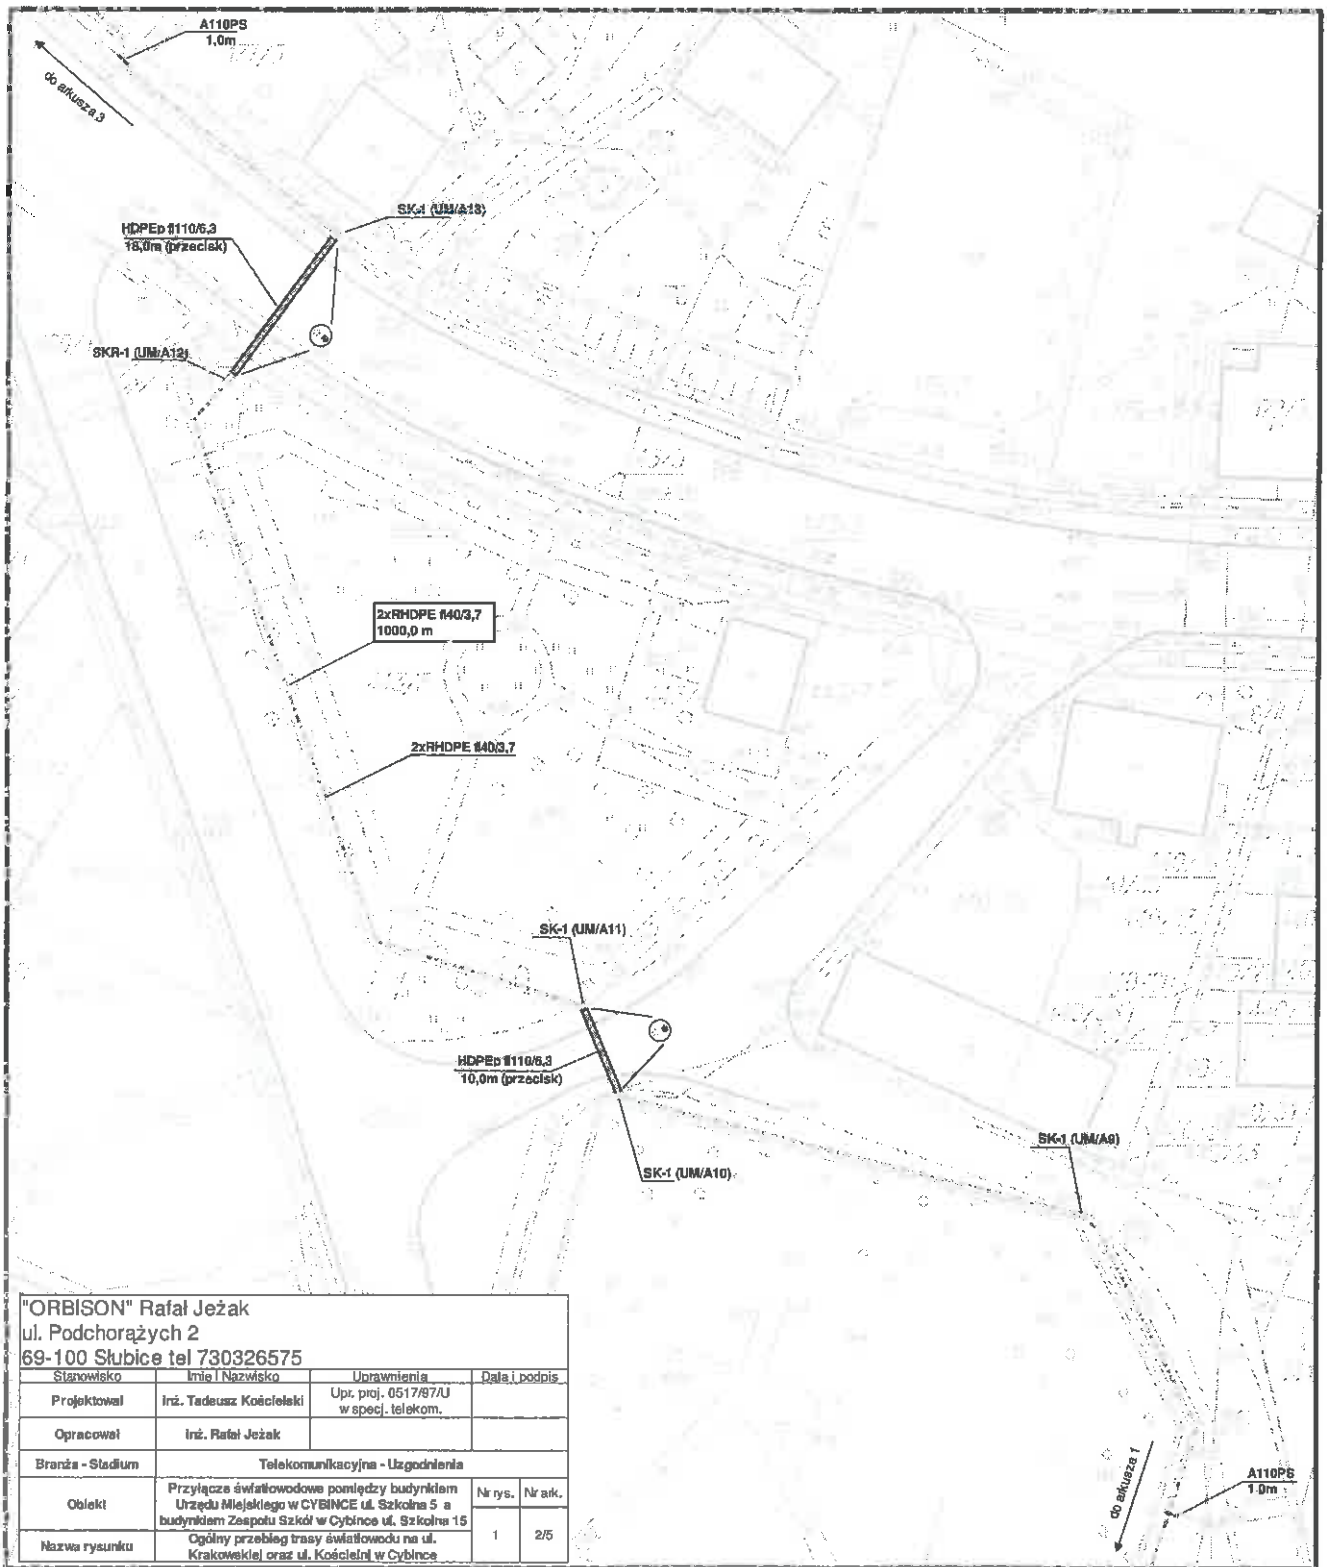 A110PS
1,0m
do arkusza 3
SK-1 (UM/A13)
HDPEp fi110/6,3
18,0m (przecisk)
SKR-1 (UM/A12)
2xRHDPE fi40/3,7
1000,0 m
2xRHDPE fi40/3,7
SK-1 (UM/A11)
HDPEp fi110/6,3
10,0m (przecisk)
SK-1 (UM/A10)
SK-1 (UM/A9)
do arkusza 1
A110PS
1,0m
"ORBISON" Rafał Jeżak
ul. Podchorążych 2
69-100 Słubice tel 730326575
Stanowisko Imię i Nazwisko Uprawnienia Data i podpis
Projektował inż. Tadeusz Kościelski Upr. proj. 0517/97/U
w specj. telekom.
Opracował inż. Rafał Jeżak
Branża - Stadium Telekomunikacyjna - Uzgodnienia
Obiekt Przyłącze światłowodowe pomiędzy budynkiem
Urzędu Miejskiego w CYBINCE ul. Szkolna 5 a
budynkiem Zespołu Szkół w Cybince ul. Szkolna 15
Nr rys. Nr ark.
1 2/5
Nazwa rysunku Ogólny przebieg trasy światłowodu na ul.
Krakowskiej oraz ul. Kościelnj w Cybince